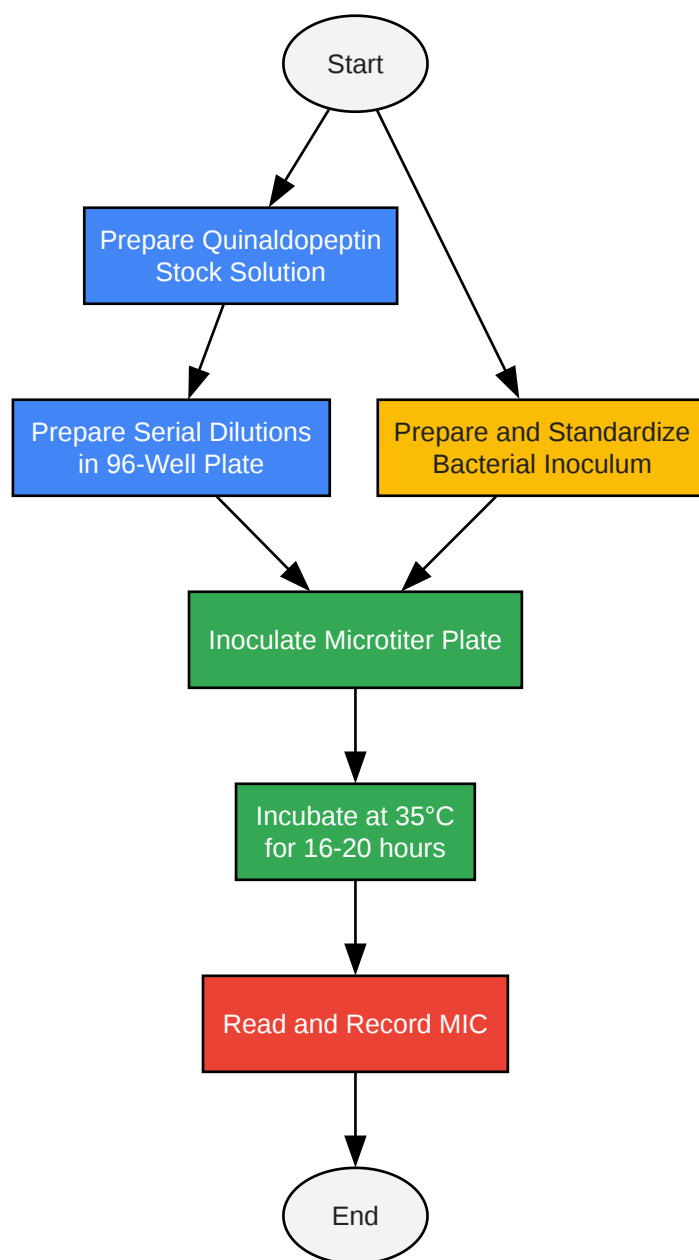 Start
Prepare Quinaldopeptin
Stock Solution
Prepare Serial Dilutions
in 96-Well Plate
Prepare and Standardize
Bacterial Inoculum
Inoculate Microtiter Plate
Incubate at 35°C
for 16-20 hours
Read and Record MIC
End